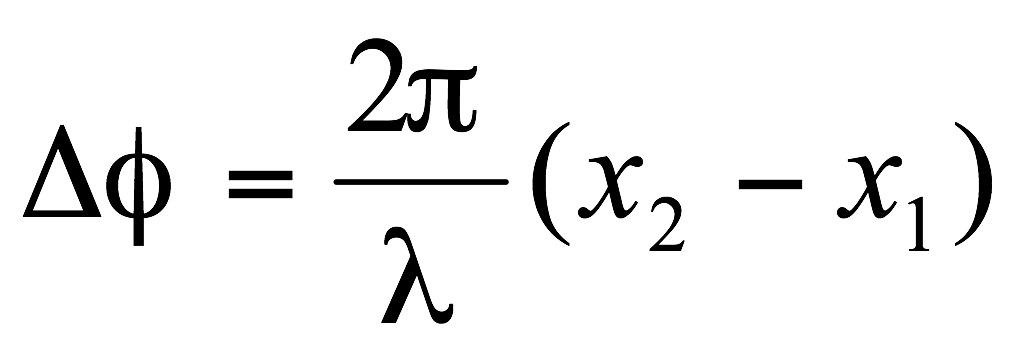 Δϕ = 2π/λ (x₂ − x₁)